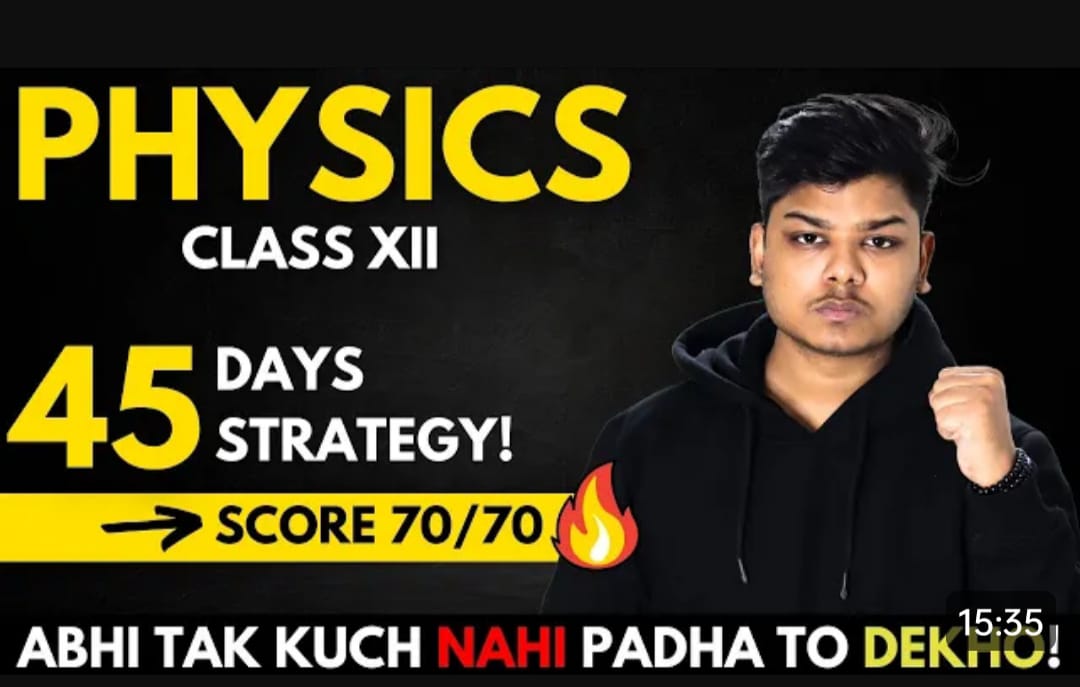 PHYSICS
CLASS XII
45 DAYS
STRATEGY!
SCORE 70/70
ABHI TAK KUCH NAHI PADHA TO DEKHO!
15:35